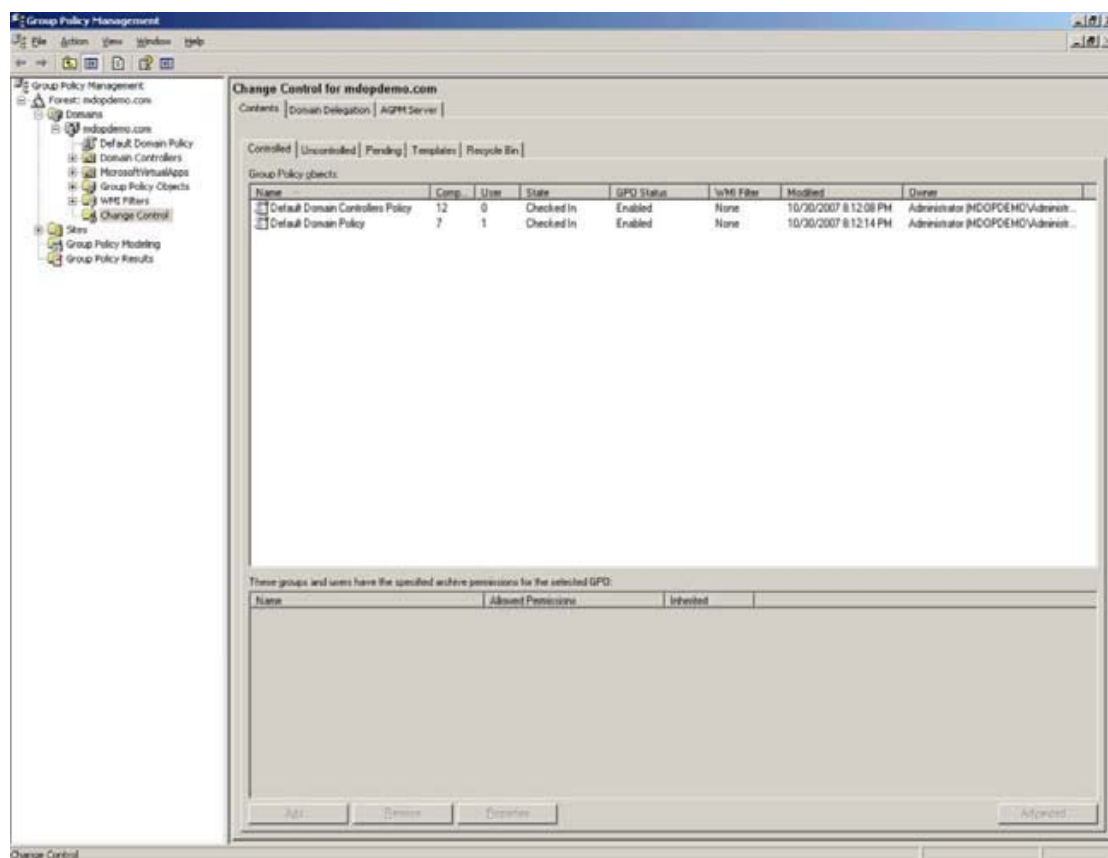 Group Policy Management
File Action View Window Help
Group Policy Management
Forest: mdopdemo.com
Domains
mdopdemo.com
Default Domain Policy
Domain Controllers
MicrosoftVirtualApps
Group Policy Objects
WMI Filters
Change Control
Sites
Group Policy Modeling
Group Policy Results
Change Control for mdopdemo.com
Contents Domain Delegation AGPM Server
Controlled Uncontrolled Pending Templates Recycle Bin
Group Policy objects:
Name Comp... User State GPO Status WMI Filter Modified Owner
Default Domain Controllers Policy 12 0 Checked In Enabled None 10/30/2007 8:12:08 PM Administrator (MDOPDEMO\Administr...
Default Domain Policy 7 1 Checked In Enabled None 10/30/2007 8:12:14 PM Administrator (MDOPDEMO\Administr...
These groups and users have the specified archive permissions for the selected GPO:
Name Allowed Permissions Inherited
Add... Remove Properties Advanced...
Change Control